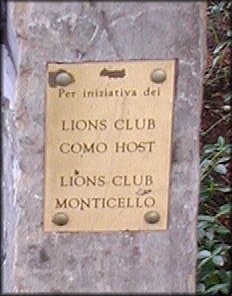 Per iniziativa dei
LIONS CLUB
COMO HOST
LIONS CLUB
MONTICELLO